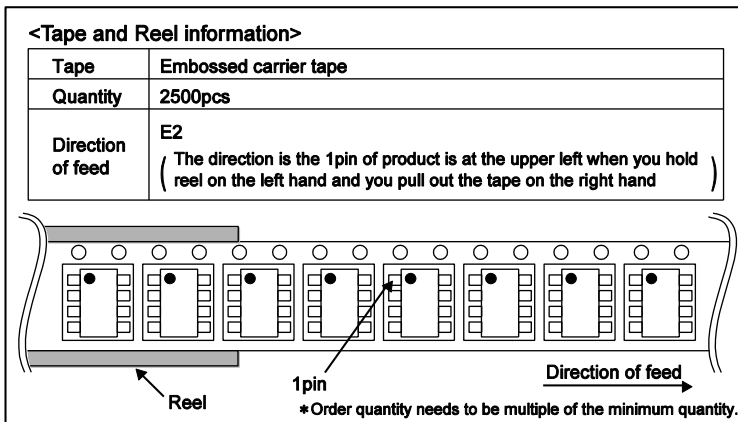 <Tape and Reel information>
Tape Embossed carrier tape
Quantity 2500pcs
Direction of feed E2
( The direction is the 1pin of product is at the upper left when you hold
reel on the left hand and you pull out the tape on the right hand )
1pin
Direction of feed
Reel
*Order quantity needs to be multiple of the minimum quantity.